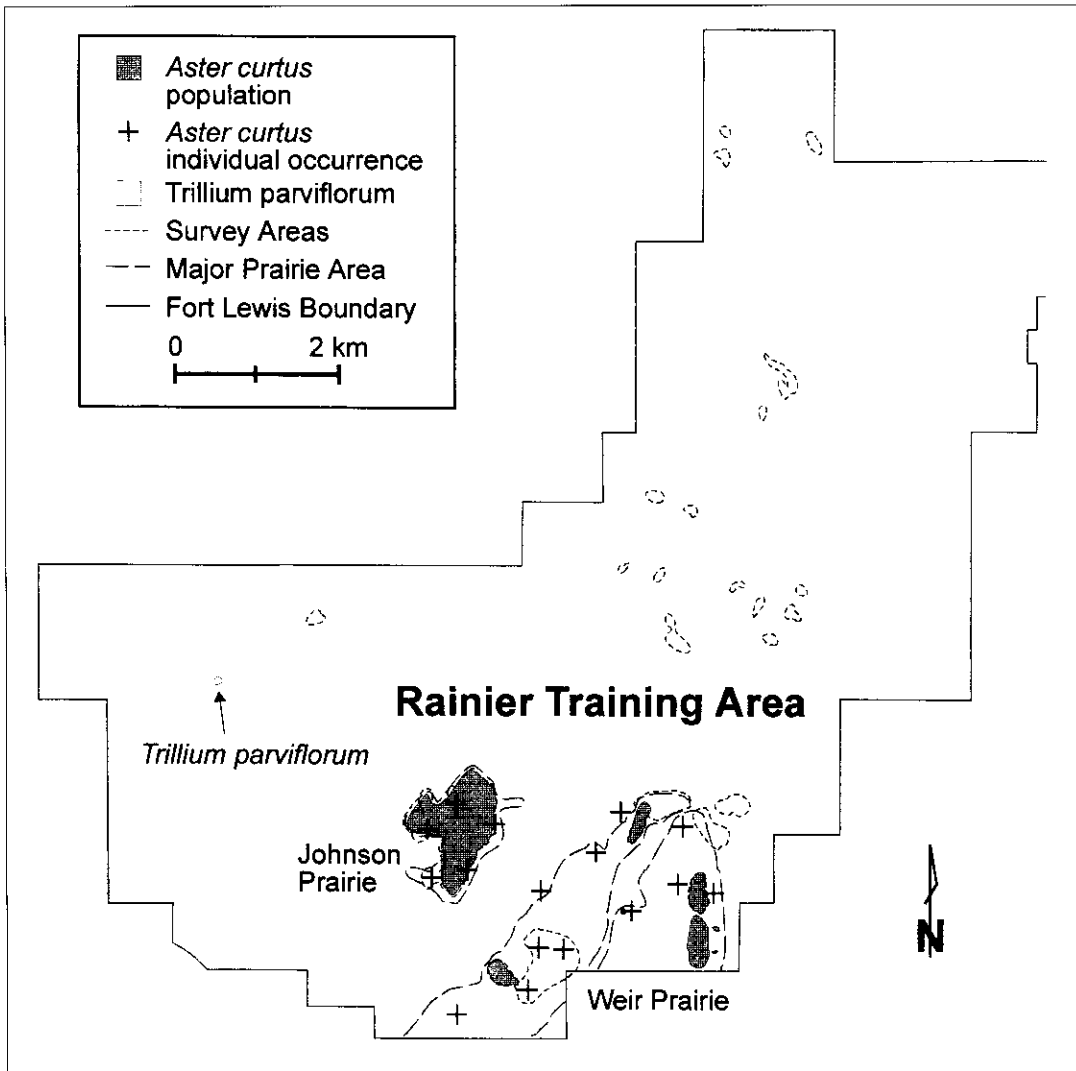 Aster curtus
population
Aster curtus
individual occurrence
Trillium parviflorum
Survey Areas
Major Prairie Area
Fort Lewis Boundary
0 2 km
Rainier Training Area
Trillium parviflorum
Johnson
Prairie
N
Weir Prairie